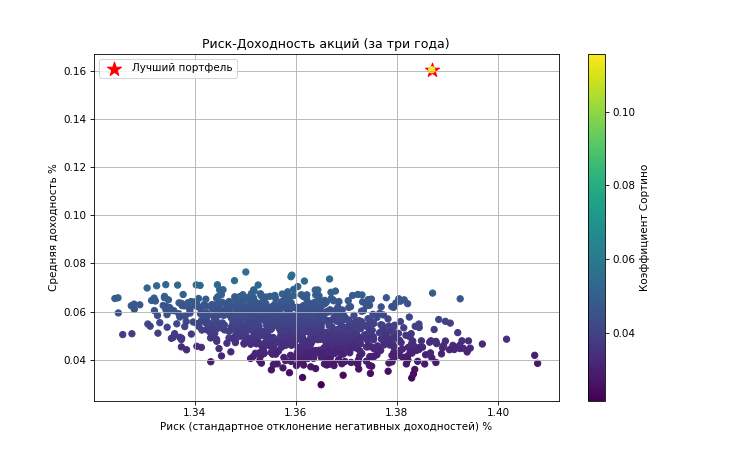 Риск-Доходность акций (за три года)
Лучший портфель
0.16
0.14
0.12
0.10
0.08
0.06
0.04
Средняя доходность %
1.34 1.36 1.38 1.40
Риск (стандартное отклонение негативных доходностей) %
0.10
0.08
0.06
0.04
Коэффициент Сортино